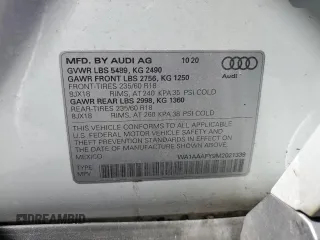 MFD. BY AUDI AG 10 20
GVWR LBS 5489, KG 2490
GAWR FRONT LBS 2756, KG 1250
FRONT-TIRES 235/60 R18
8JX18 RIMS, AT 240 KPA 35 PSI COLD
GAWR REAR LBS 2998, KG 1360
REAR-TIRES 235/60 R18
8JX18 RIMS, AT 260 KPA 38 PSI COLD
THIS VEHICLE CONFORMS TO ALL APPLICABLE
U.S. FEDERAL MOTOR VEHICLE SAFETY,
BUMPER, AND THEFT PREVENTION
STANDARDS IN EFFECT ON THE DATE OF
MANUFACTURE SHOWN ABOVE.
MEXICO
TYPE:
MPV
Audi